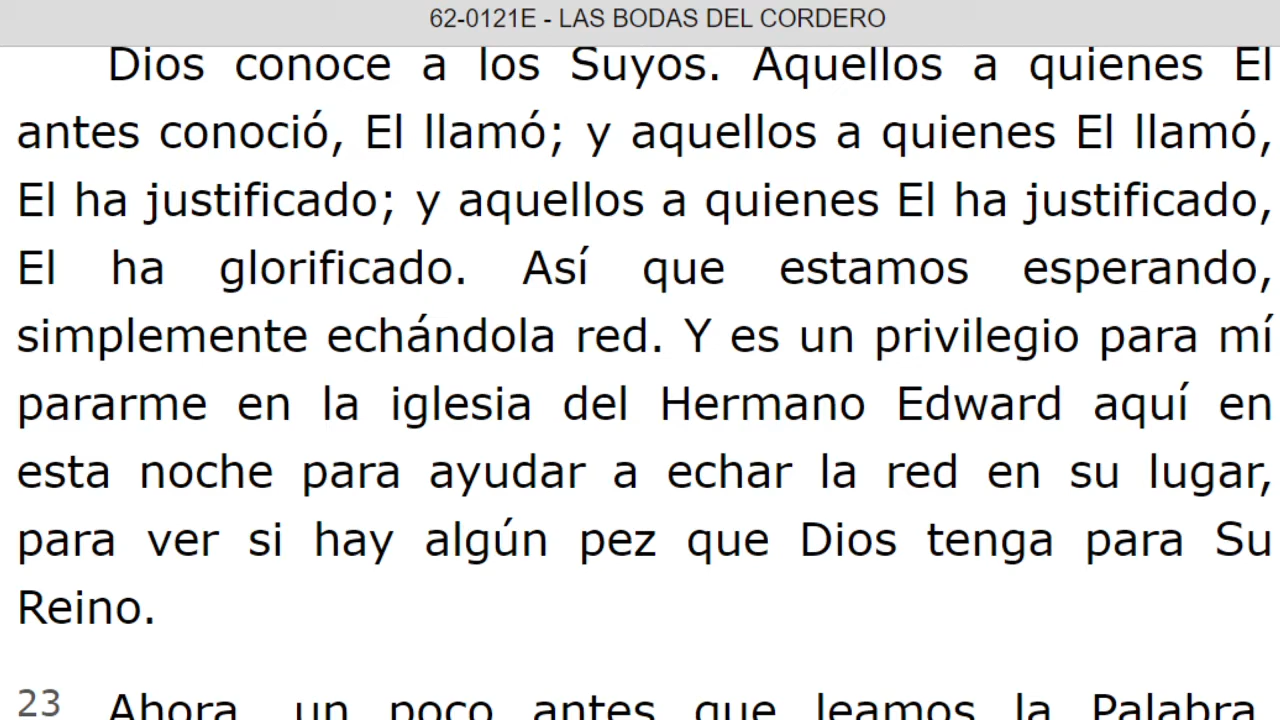 62-0121E - LAS BODAS DEL CORDERO
Dios conoce a los Suyos. Aquellos a quienes El
antes conoció, El llamó; y aquellos a quienes El llamó,
El ha justificado; y aquellos a quienes El ha justificado,
El ha glorificado. Así que estamos esperando,
simplemente echándola red. Y es un privilegio para mí
pararme en la iglesia del Hermano Edward aquí en
esta noche para ayudar a echar la red en su lugar,
para ver si hay algún pez que Dios tenga para Su
Reino.
23 Ahora, un poco antes que leamos la Palabra,